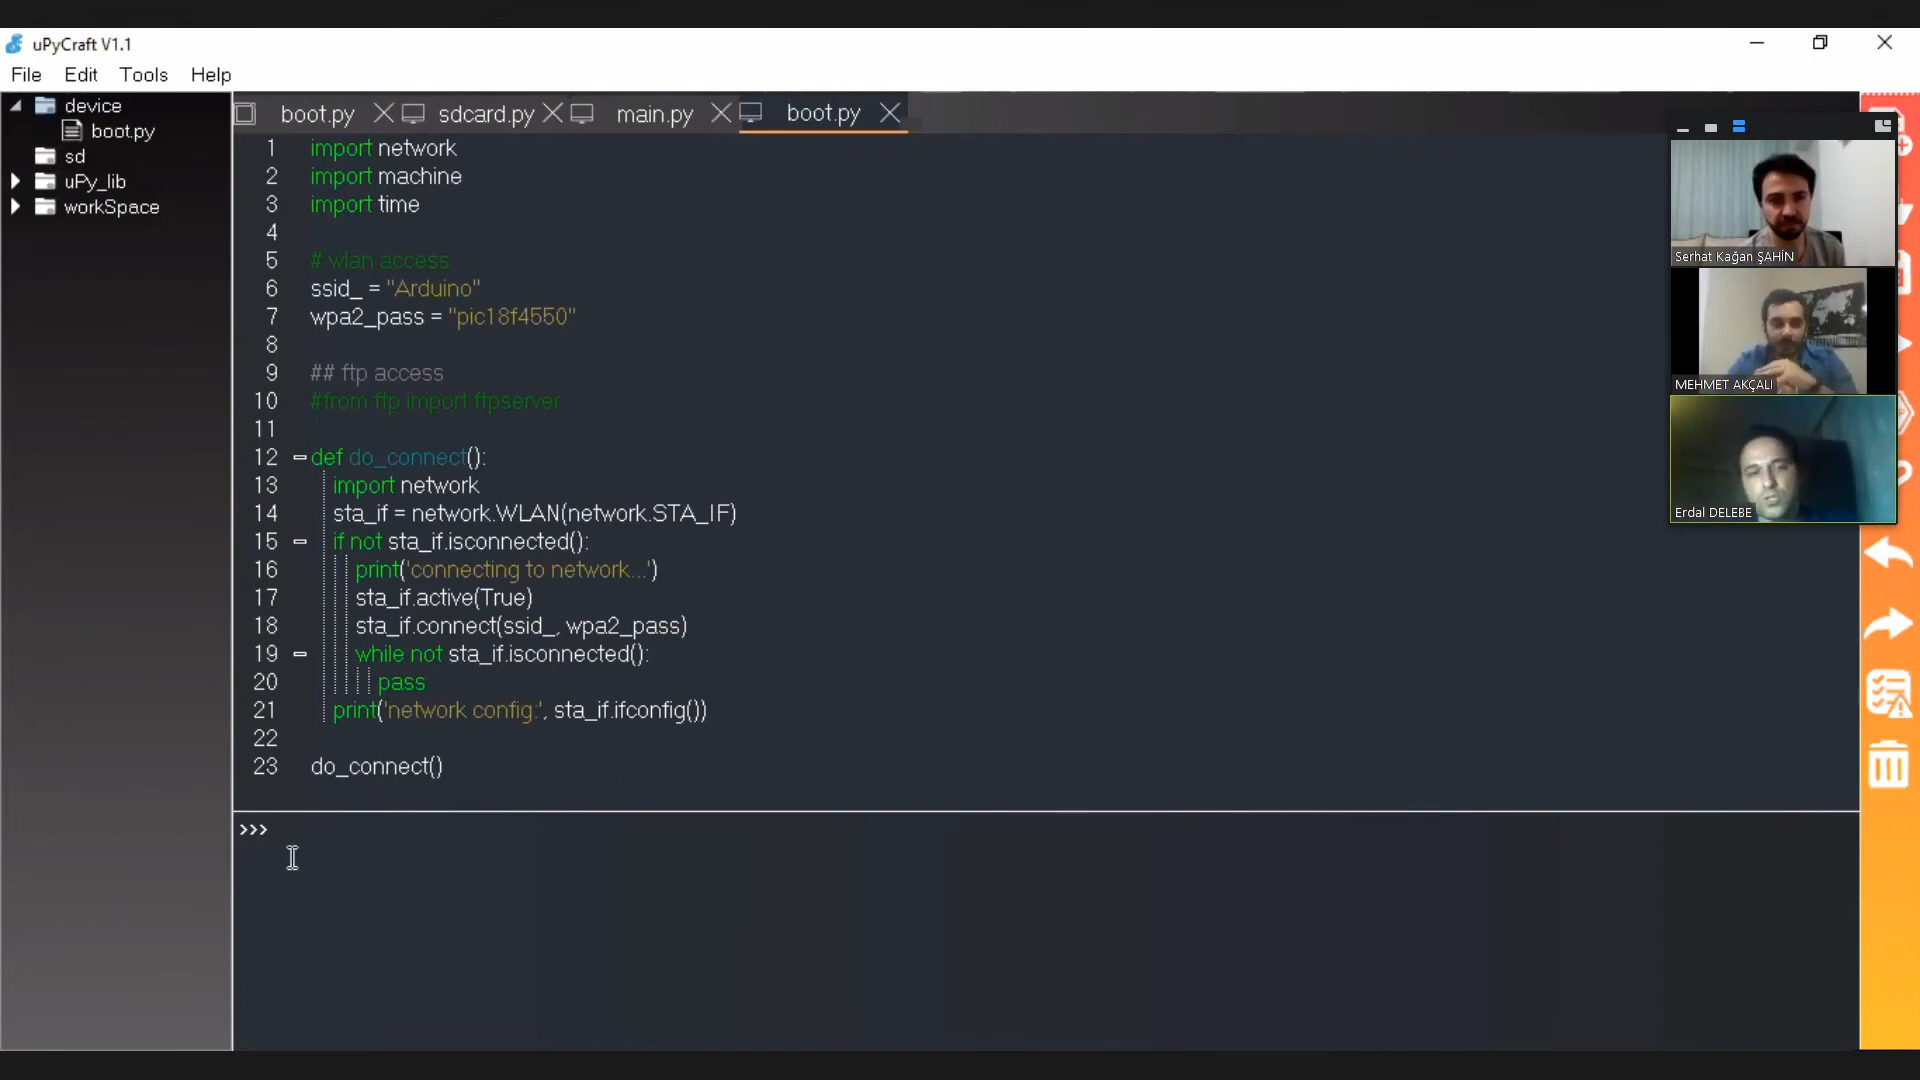 uPyCraft V1.1
File Edit Tools Help
device
boot.py
sd
uPy_lib
workSpace
boot.py sdcard.py main.py boot.py
1 import network
2 import machine
3 import time
4
5 # wlan access
6 ssid_ = "Arduino"
7 wpa2_pass = "pic18f4550"
8
9 ## ftp access
10 #from ftp import ftpserver
11
12 def do_connect():
13 import network
14 sta_if = network.WLAN(network.STA_IF)
15 if not sta_if.isconnected():
16 print('connecting to network...')
17 sta_if.active(True)
18 sta_if.connect(ssid_, wpa2_pass)
19 while not sta_if.isconnected():
20 pass
21 print('network config:', sta_if.ifconfig())
22
23 do_connect()
>>>
Serhat Kağan ŞAHİN
MEHMET AKÇALI
Erdal DELEBE